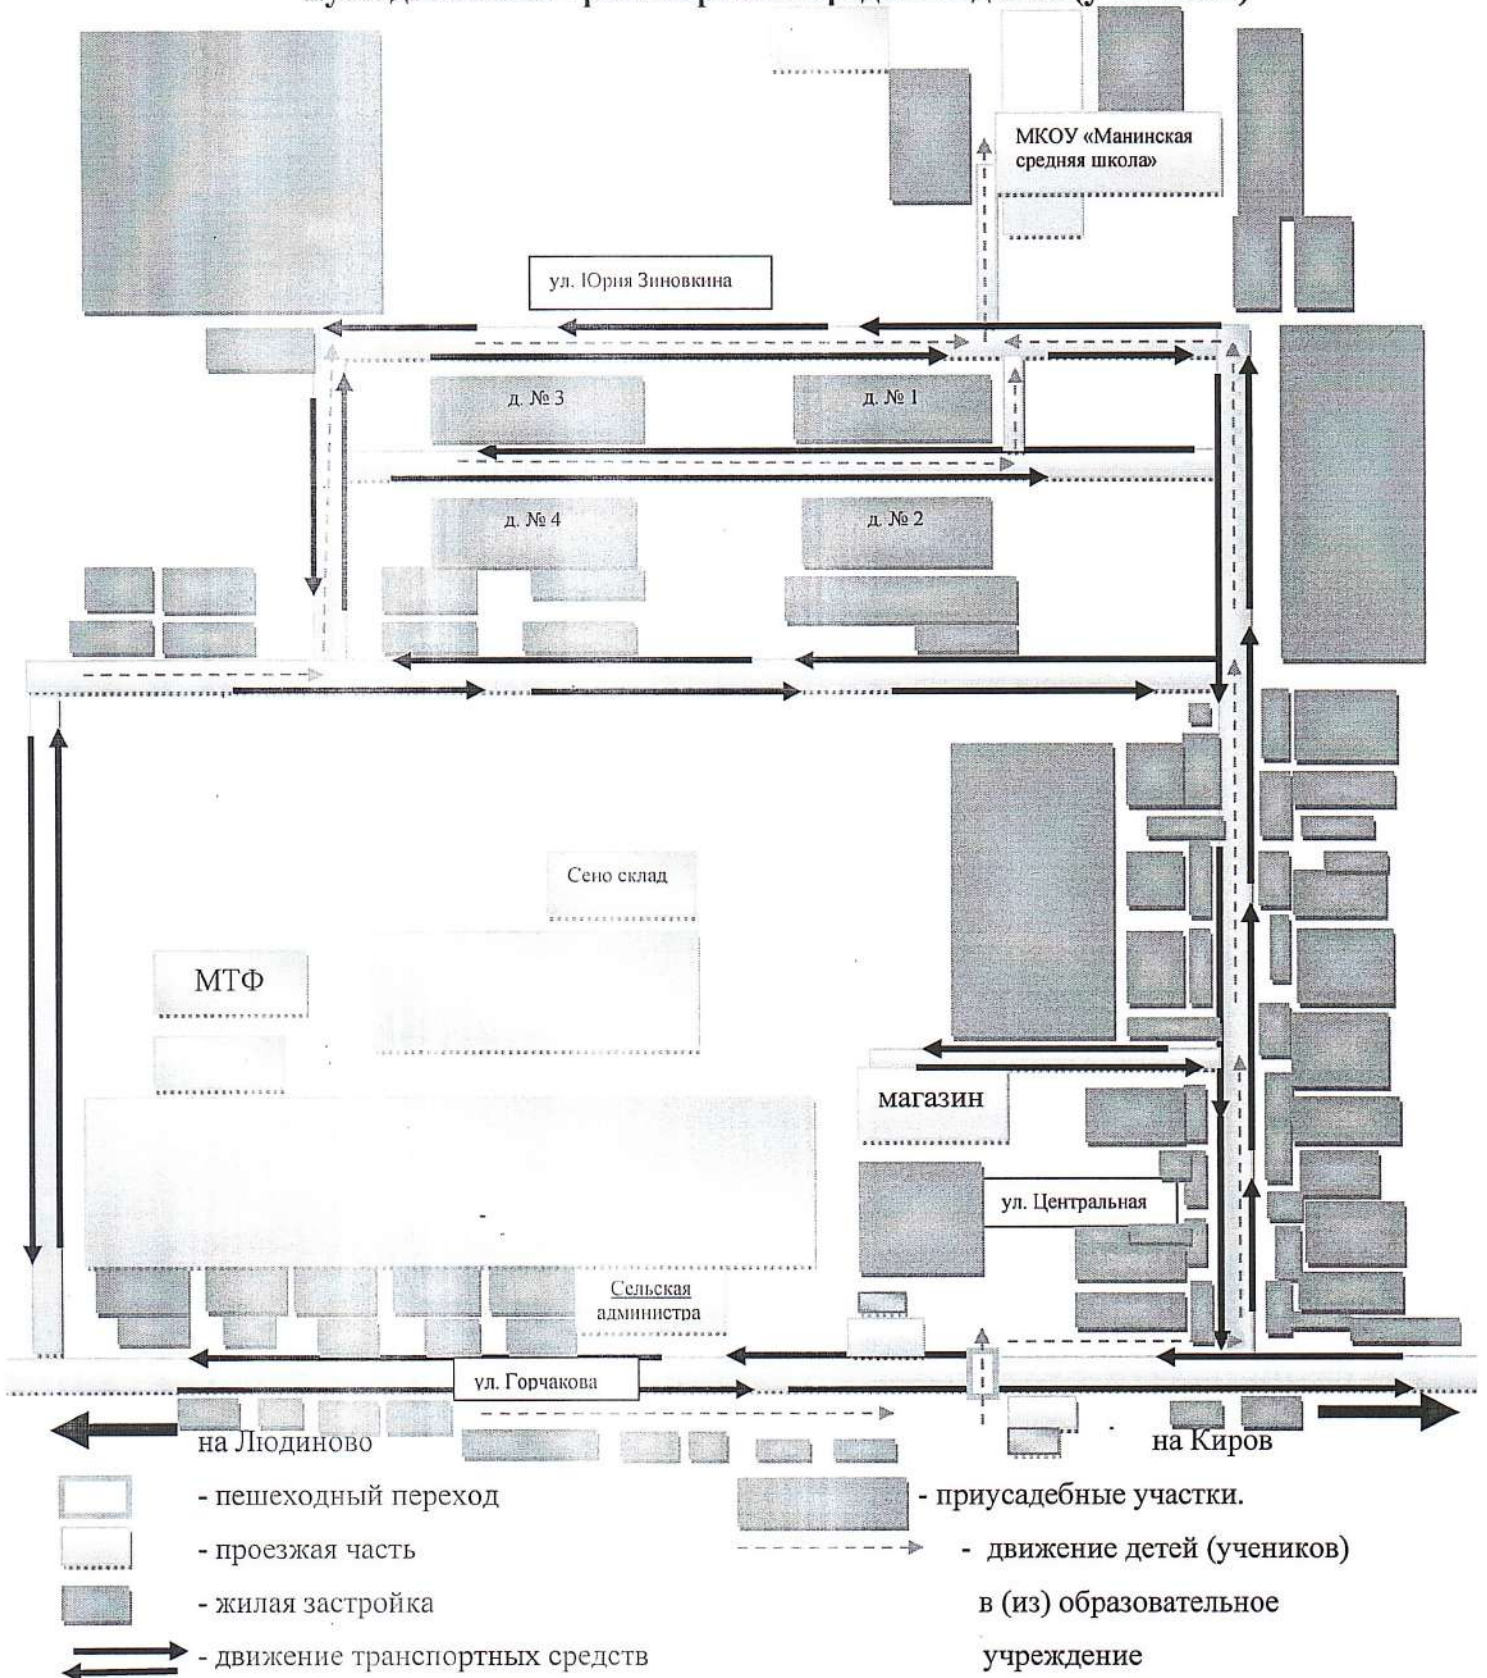 МКОУ «Манинская
средняя школа»
ул. Юрия Зиновкина
д. № 3
д. № 1
д. № 4
д. № 2
Сено склад
МТФ
магазин
ул. Центральная
Сельская
администра
ул. Горчакова
на Людиново
на Киров
- пешеходный переход
- приусадебные участки.
- проезжая часть
- движение детей (учеников)
- жилая застройка
в (из) образовательное
- движение транспортных средств
учреждение